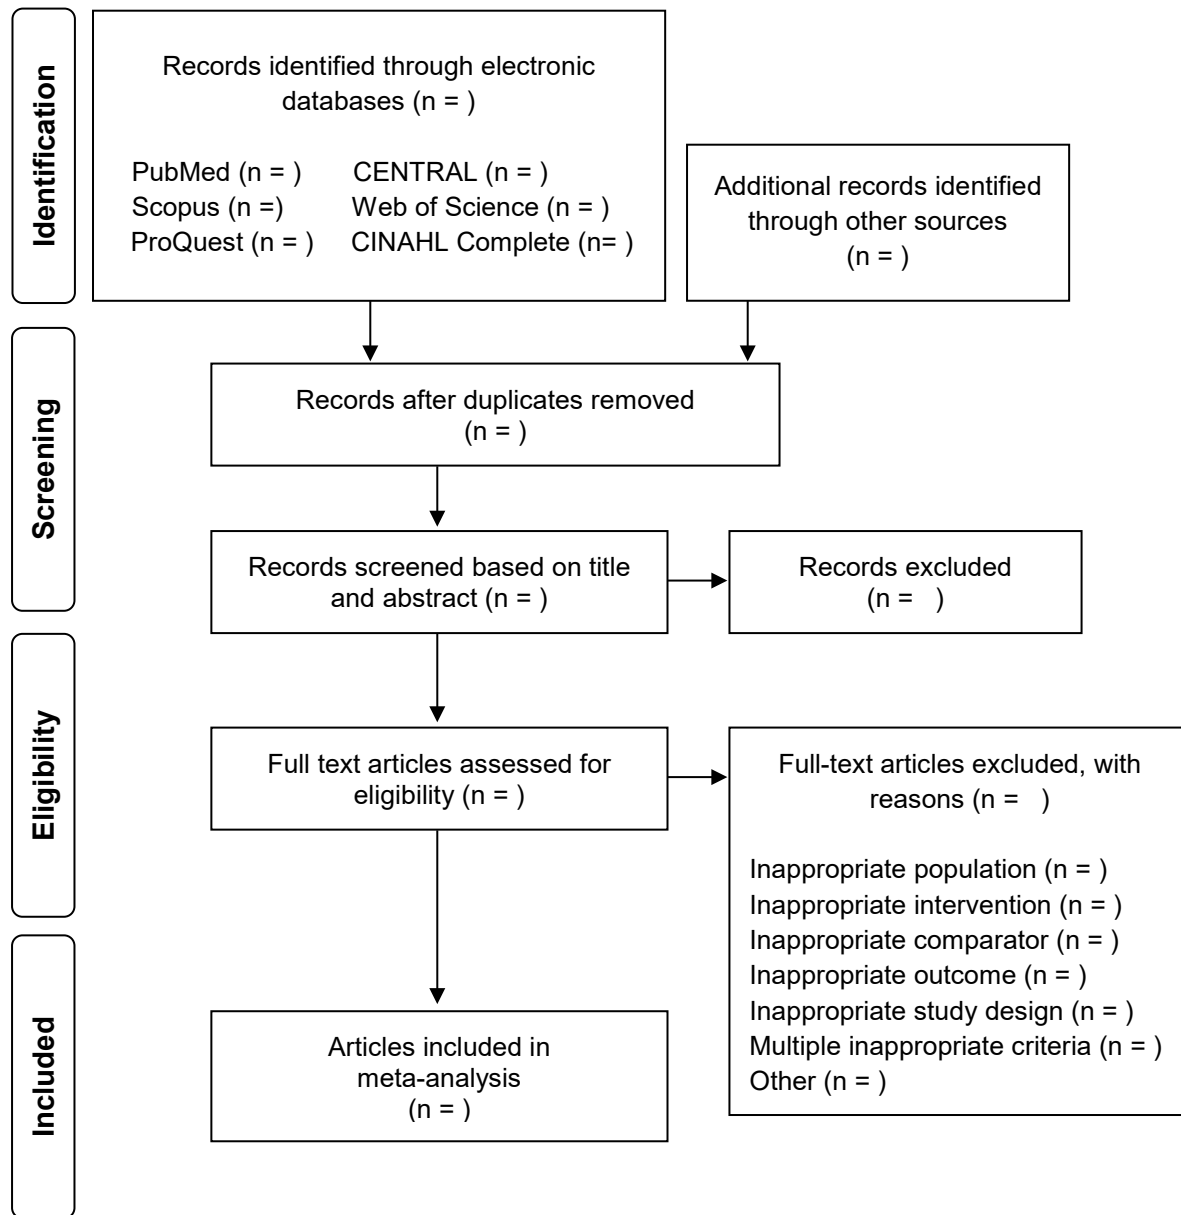 Identification
Records identified through electronic
databases (n = )
PubMed (n = ) CENTRAL (n = )
Scopus (n =) Web of Science (n = )
ProQuest (n = ) CINAHL Complete (n= )
Additional records identified
through other sources
(n = )
Screening
Records after duplicates removed
(n = )
Records screened based on title
and abstract (n = )
Records excluded
(n = )
Eligibility
Full text articles assessed for
eligibility (n = )
Full-text articles excluded, with
reasons (n = )
Inappropriate population (n = )
Inappropriate intervention (n = )
Inappropriate comparator (n = )
Inappropriate outcome (n = )
Inappropriate study design (n = )
Multiple inappropriate criteria (n = )
Other (n = )
Included
Articles included in
meta-analysis
(n = )